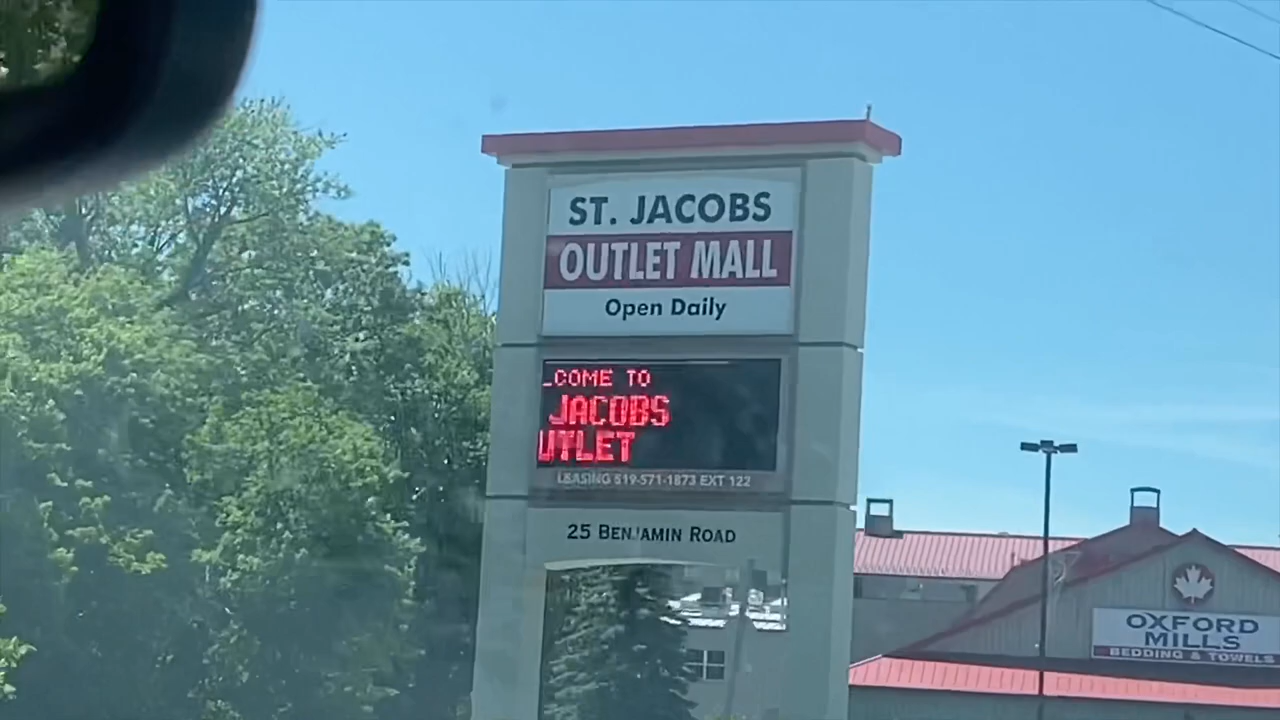 ST. JACOBS
OUTLET MALL
Open Daily
COME TO
JACOBS
UTLET
LEASING 519-571-1873 EXT 122
25 BENJAMIN ROAD
OXFORD
MILLS
BEDDING & TOWELS